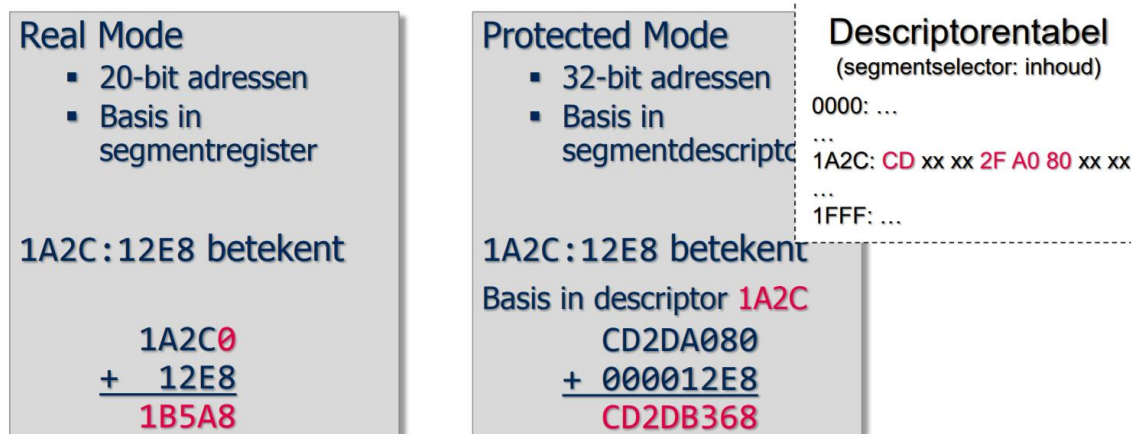 Real Mode
▪ 20-bit adressen
▪ Basis in
segmentregister
1A2C:12E8 betekent
1A2C0
+ 12E8
1B5A8
Protected Mode
▪ 32-bit adressen
▪ Basis in
segmentdescripto
1A2C:12E8 betekent
Basis in descriptor 1A2C
CD2DA080
+ 000012E8
CD2DB368
Descriptorentabel
(segmentselector: inhoud)
0000: …
…
1A2C: CD xx xx 2F A0 80 xx xx
…
1FFF: …